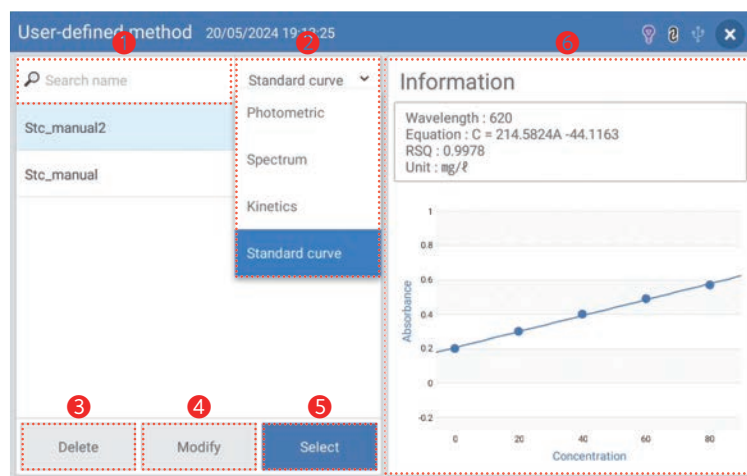 User-defined method 20/05/2024 19:13:25
1
2
6
Search name
Standard curve
Photometric
Spectrum
Kinetics
Standard curve
Stc_manual2
Stc_manual
3
4
5
Delete
Modify
Select
Information
Wavelength : 620
Equation : C = 214.5824A -44.1163
RSQ : 0.9978
Unit : mg/ℓ
1
0.8
0.6
0.4
0.2
0
-0.2
Absorbance
0 20 40 60 80
Concentration